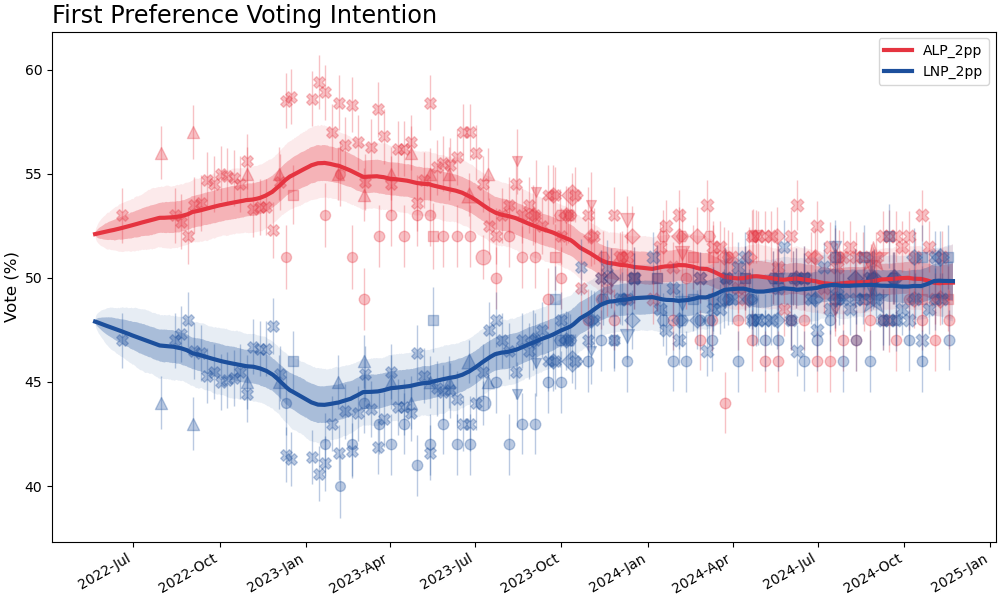 First Preference Voting Intention
ALP_2pp
LNP_2pp
Vote (%)
60
55
50
45
40
2022-Jul
2022-Oct
2023-Jan
2023-Apr
2023-Jul
2023-Oct
2024-Jan
2024-Apr
2024-Jul
2024-Oct
2025-Jan